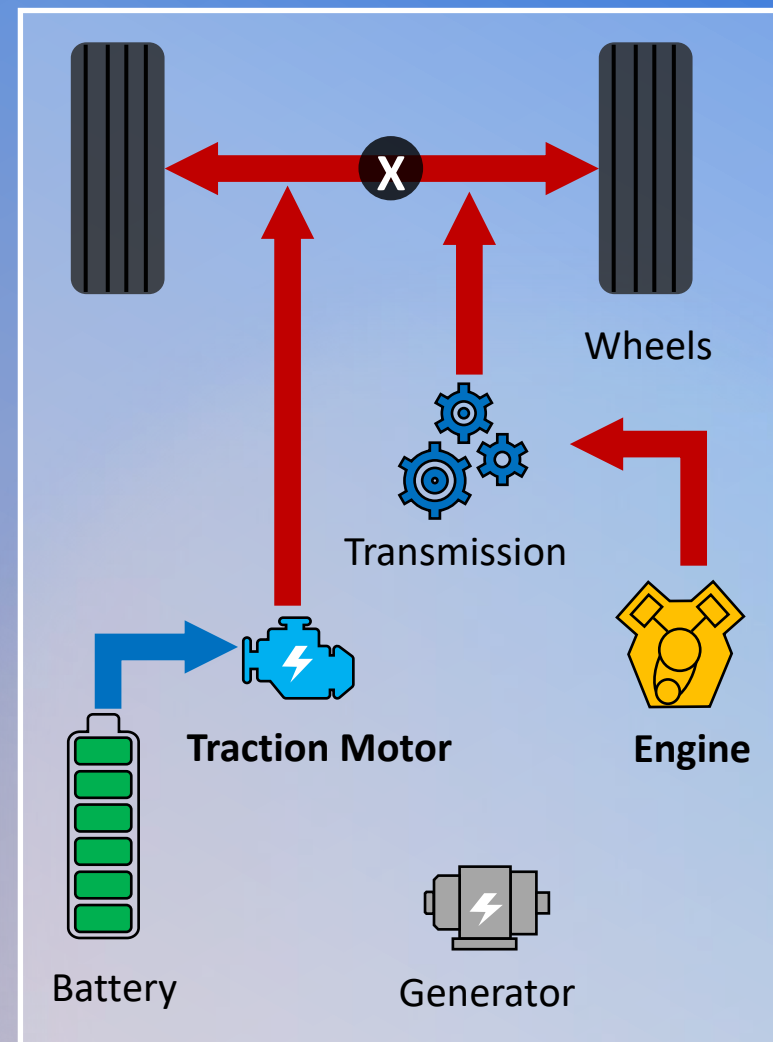 X
Wheels
Transmission
Traction Motor
Engine
Battery
Generator